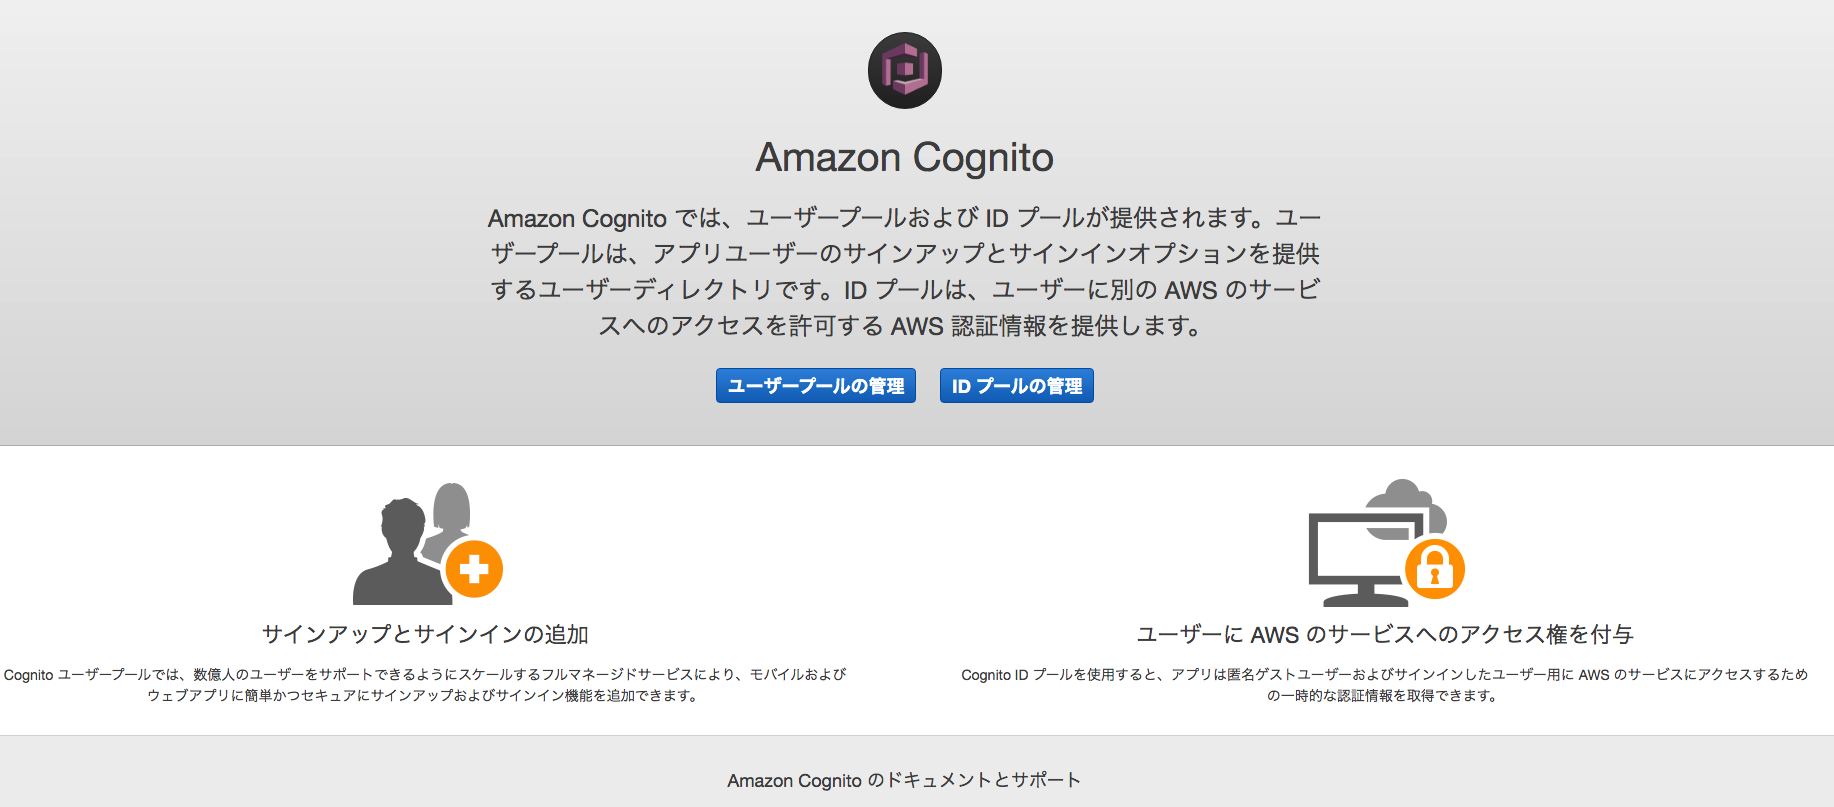 Amazon Cognito
Amazon Cognito では、ユーザープールおよび ID プールが提供されます。ユー
ザープールは、アプリユーザーのサインアップとサインインオプションを提供
するユーザーディレクトリです。ID プールは、ユーザーに別の AWS のサービ
スへのアクセスを許可する AWS 認証情報を提供します。
ユーザープールの管理
ID プールの管理
サインアップとサインインの追加
Cognito ユーザープールでは、数億人のユーザーをサポートできるようにスケールするフルマネージドサービスにより、モバイルおよび
ウェブアプリに簡単かつセキュアにサインアップおよびサインイン機能を追加できます。
ユーザーに AWS のサービスへのアクセス権を付与
Cognito ID プールを使用すると、アプリは匿名ゲストユーザーおよびサインインしたユーザー用に AWS のサービスにアクセスするため
の一時的な認証情報を取得できます。
Amazon Cognito のドキュメントとサポート